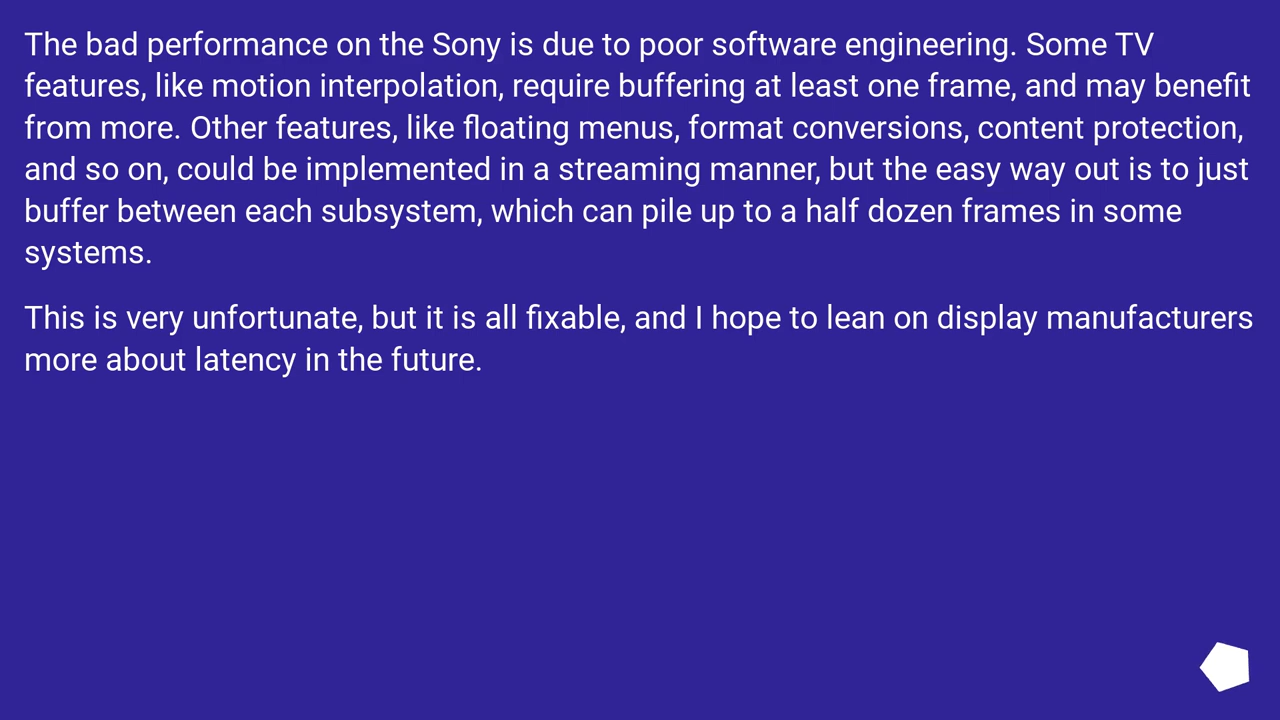 The bad performance on the Sony is due to poor software engineering. Some TV
features, like motion interpolation, require buffering at least one frame, and may benefit
from more. Other features, like floating menus, format conversions, content protection,
and so on, could be implemented in a streaming manner, but the easy way out is to just
buffer between each subsystem, which can pile up to a half dozen frames in some
systems.
This is very unfortunate, but it is all fixable, and I hope to lean on display manufacturers
more about latency in the future.